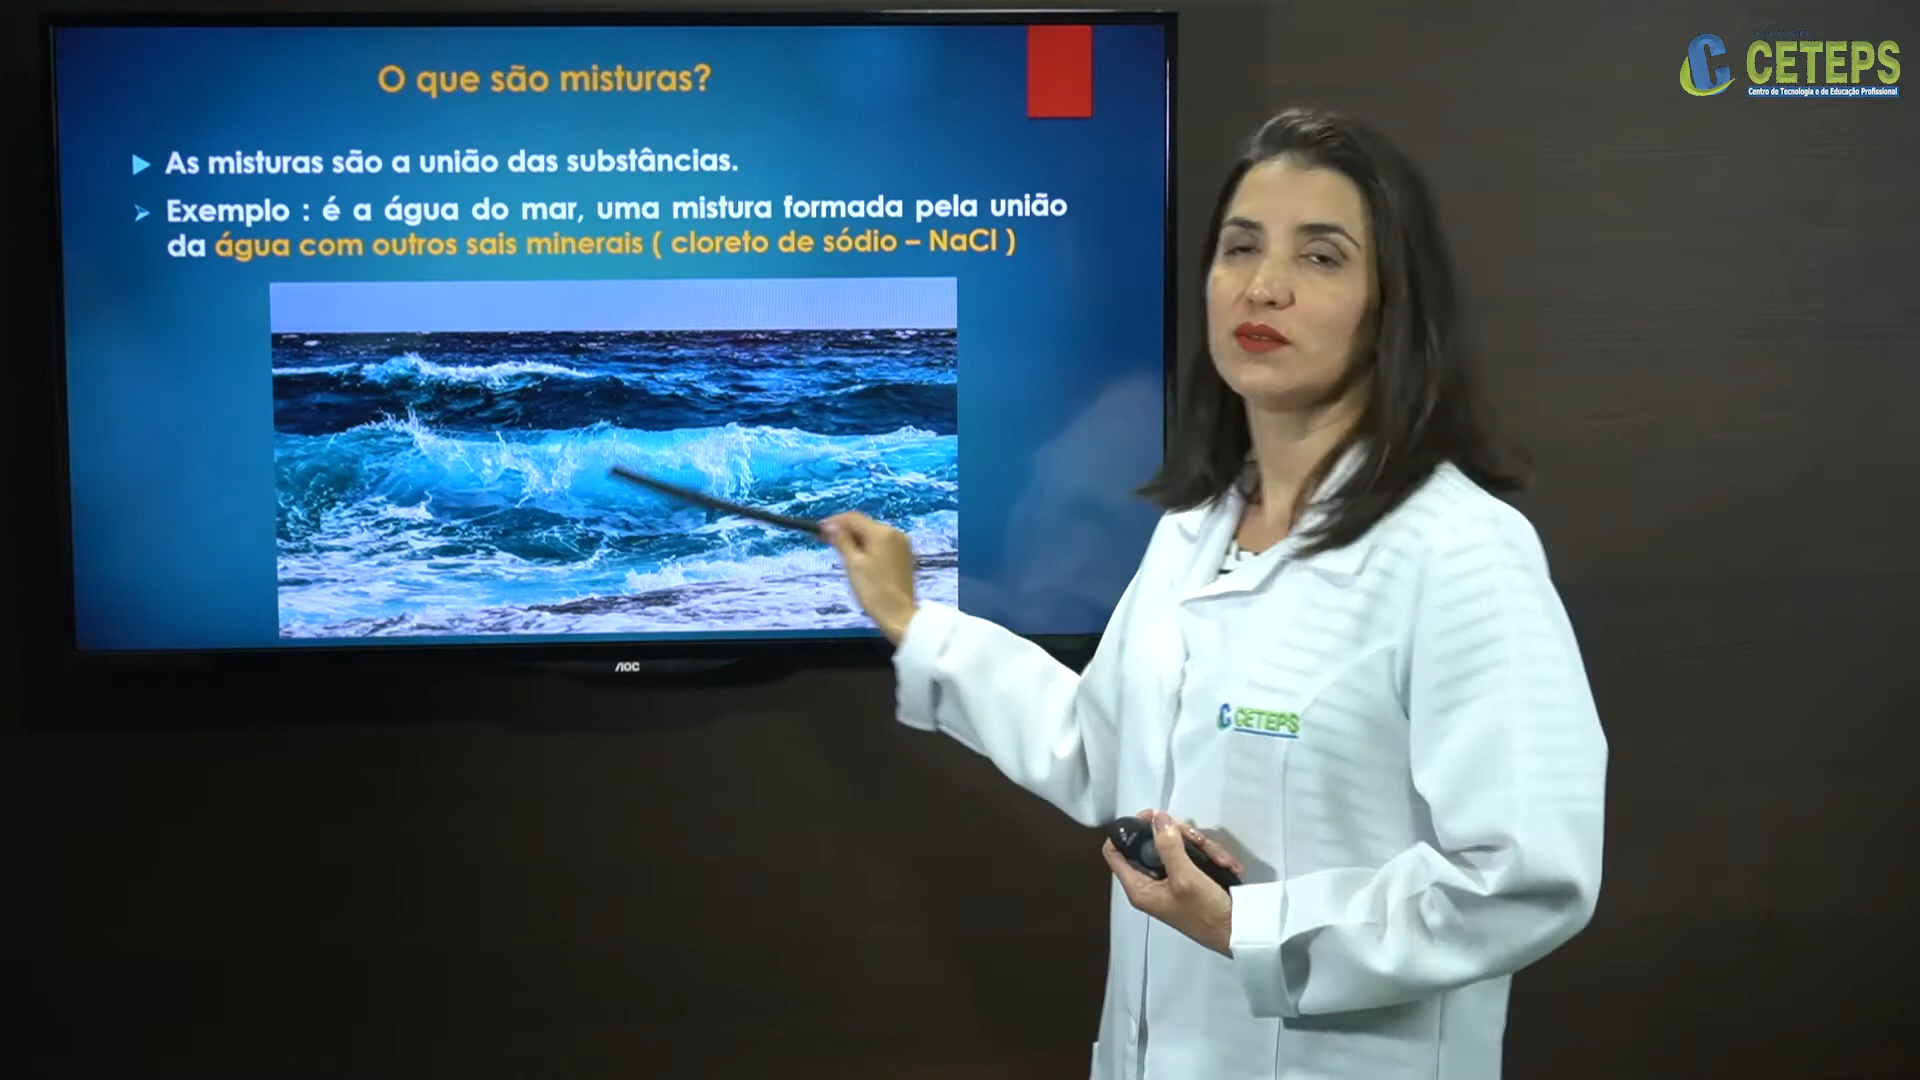 O que são misturas?
As misturas são a união das substâncias.
Exemplo : é a água do mar, uma mistura formada pela união
da água com outros sais minerais ( cloreto de sódio – NaCl )
AOC
CETEPS
Centro de Tecnologia e de Educação Profissional
CETEPS